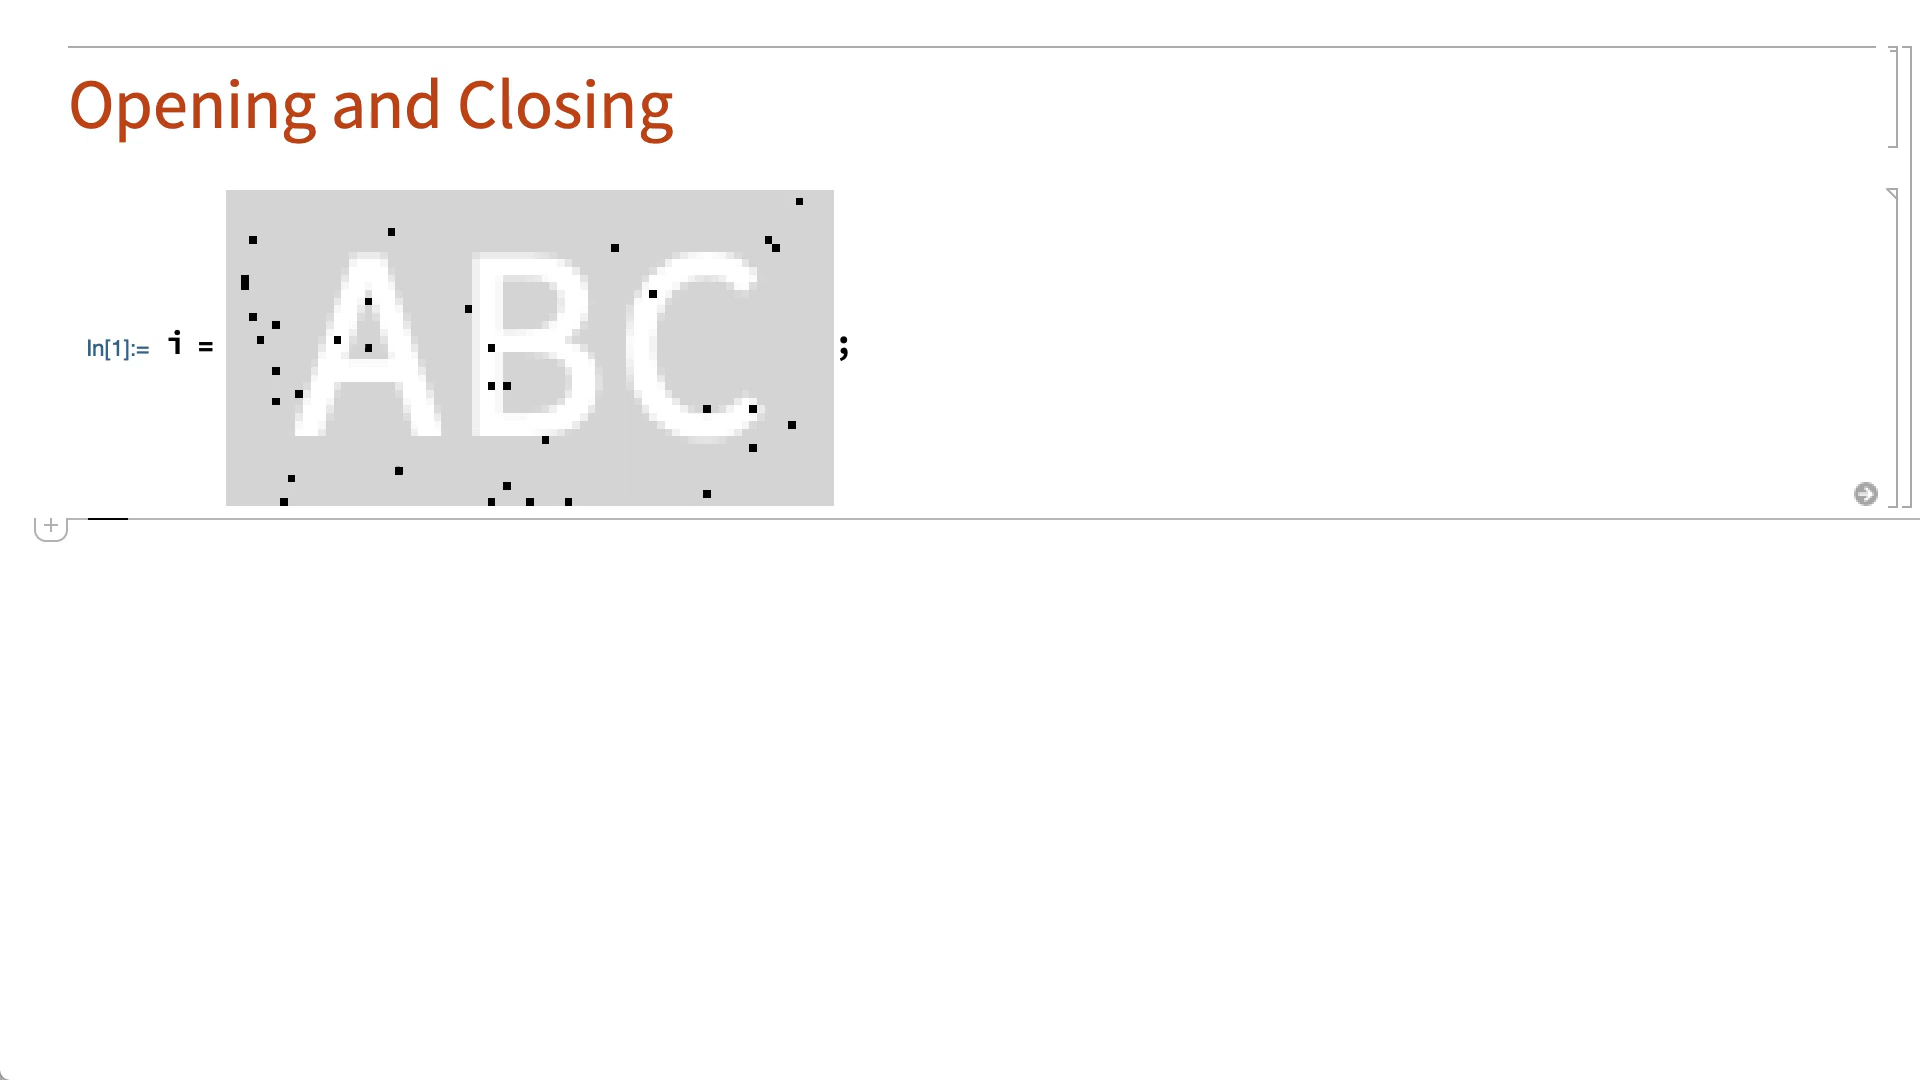 Opening and Closing
In[1]:= i = ABC ;